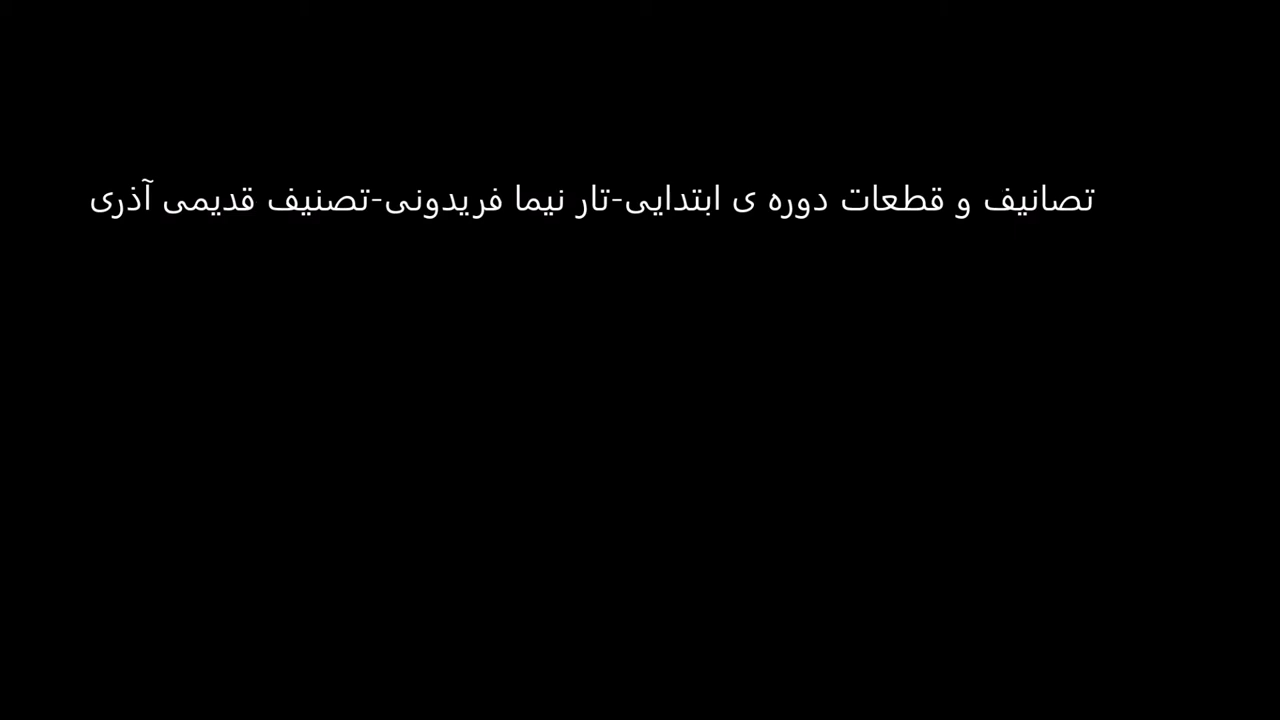 تصانیف و قطعات دوره ی ابتدایی-تار نیما فریدونی-تصنیف قدیمی آذری